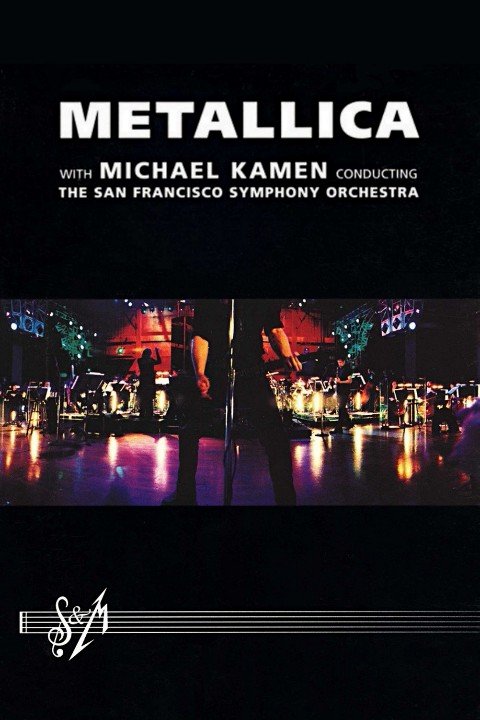 METALLICA
WITH MICHAEL KAMEN CONDUCTING
THE SAN FRANCISCO SYMPHONY ORCHESTRA
S&M